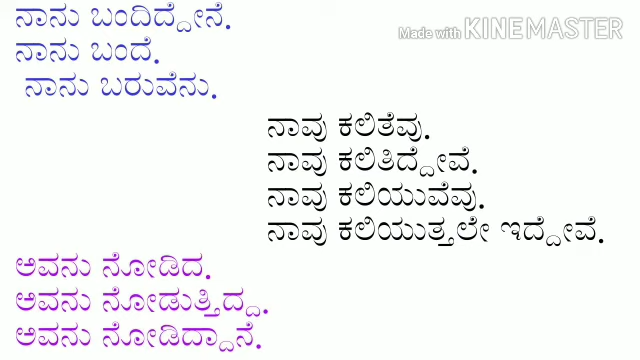 ನಾನು ಬಂದಿದ್ದೇನೆ.
Made with KINEMASTER
ನಾನು ಬಂದೆ.
ನಾನು ಬರುವೆನು.
ನಾವು ಕಲಿತೆವು.
ನಾವು ಕಲಿತಿದ್ದೇವೆ.
ನಾವು ಕಲಿಯುವೆವು.
ನಾವು ಕಲಿಯುತ್ತಲೇ ಇದ್ದೇವೆ.
ಅವನು ನೋಡಿದ.
ಅವನು ನೋಡುತ್ತಿದ್ದ.
ಅವನು ನೋಡಿದ್ದಾನೆ.